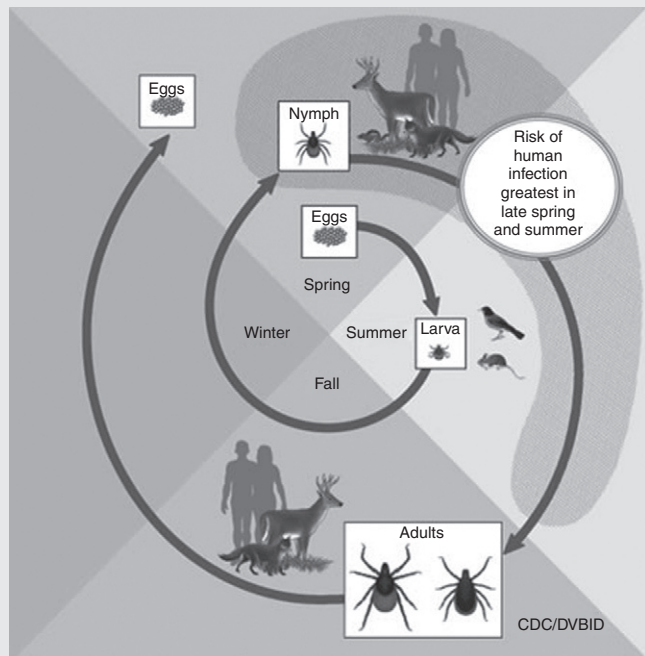 Eggs
Nymph
Risk of
human
infection
greatest in
late spring
and summer
Eggs
Spring
Winter
Summer
Larva
Fall
Adults
CDC/DVBID